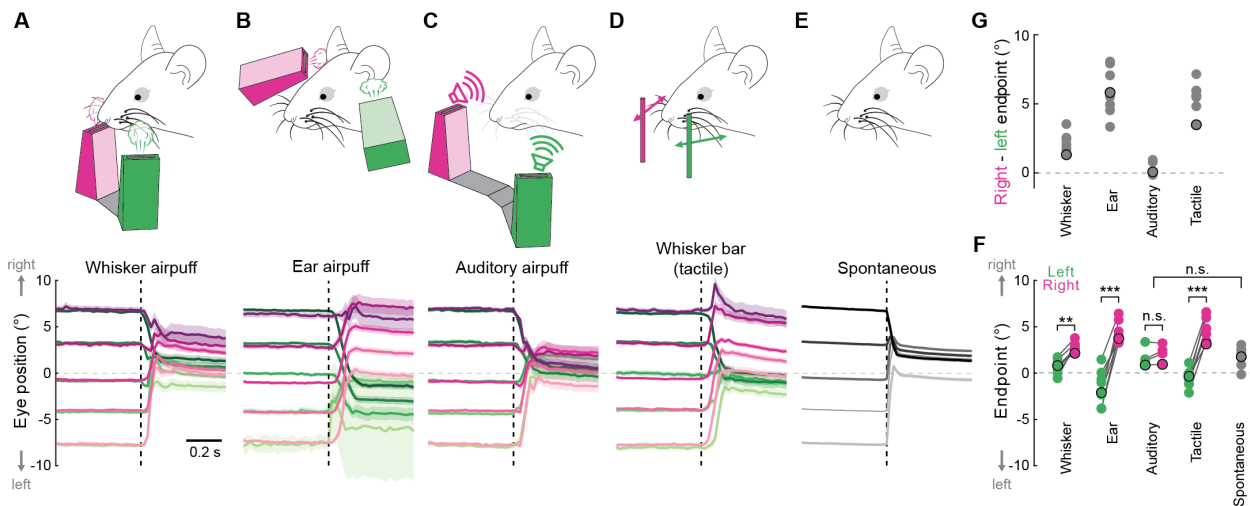 A
B
C
D
E
G
Right - left endpoint (°)
10
5
0
Whisker
Ear
Auditory
Tactile
Whisker airpuff
Ear airpuff
Auditory airpuff
Whisker bar
(tactile)
Spontaneous
right
Eye position (°)
10
5
0
-5
-10
left
0.2 s
F
right
Endpoint (°)
10
5
0
-5
-10
left
Left
Right
**
***
n.s.
***
n.s.
Whisker
Ear
Auditory
Tactile
Spontaneous